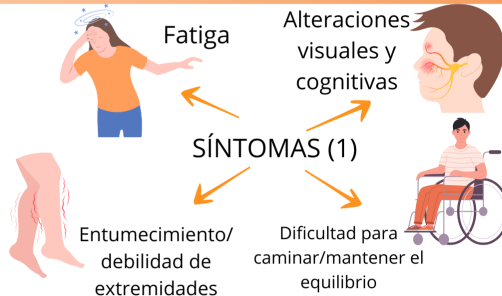 Fatiga
Alteraciones
visuales y
cognitivas
SÍNTOMAS (1)
Entumecimiento/
debilidad de
extremidades
Dificultad para
caminar/mantener el
equilibrio